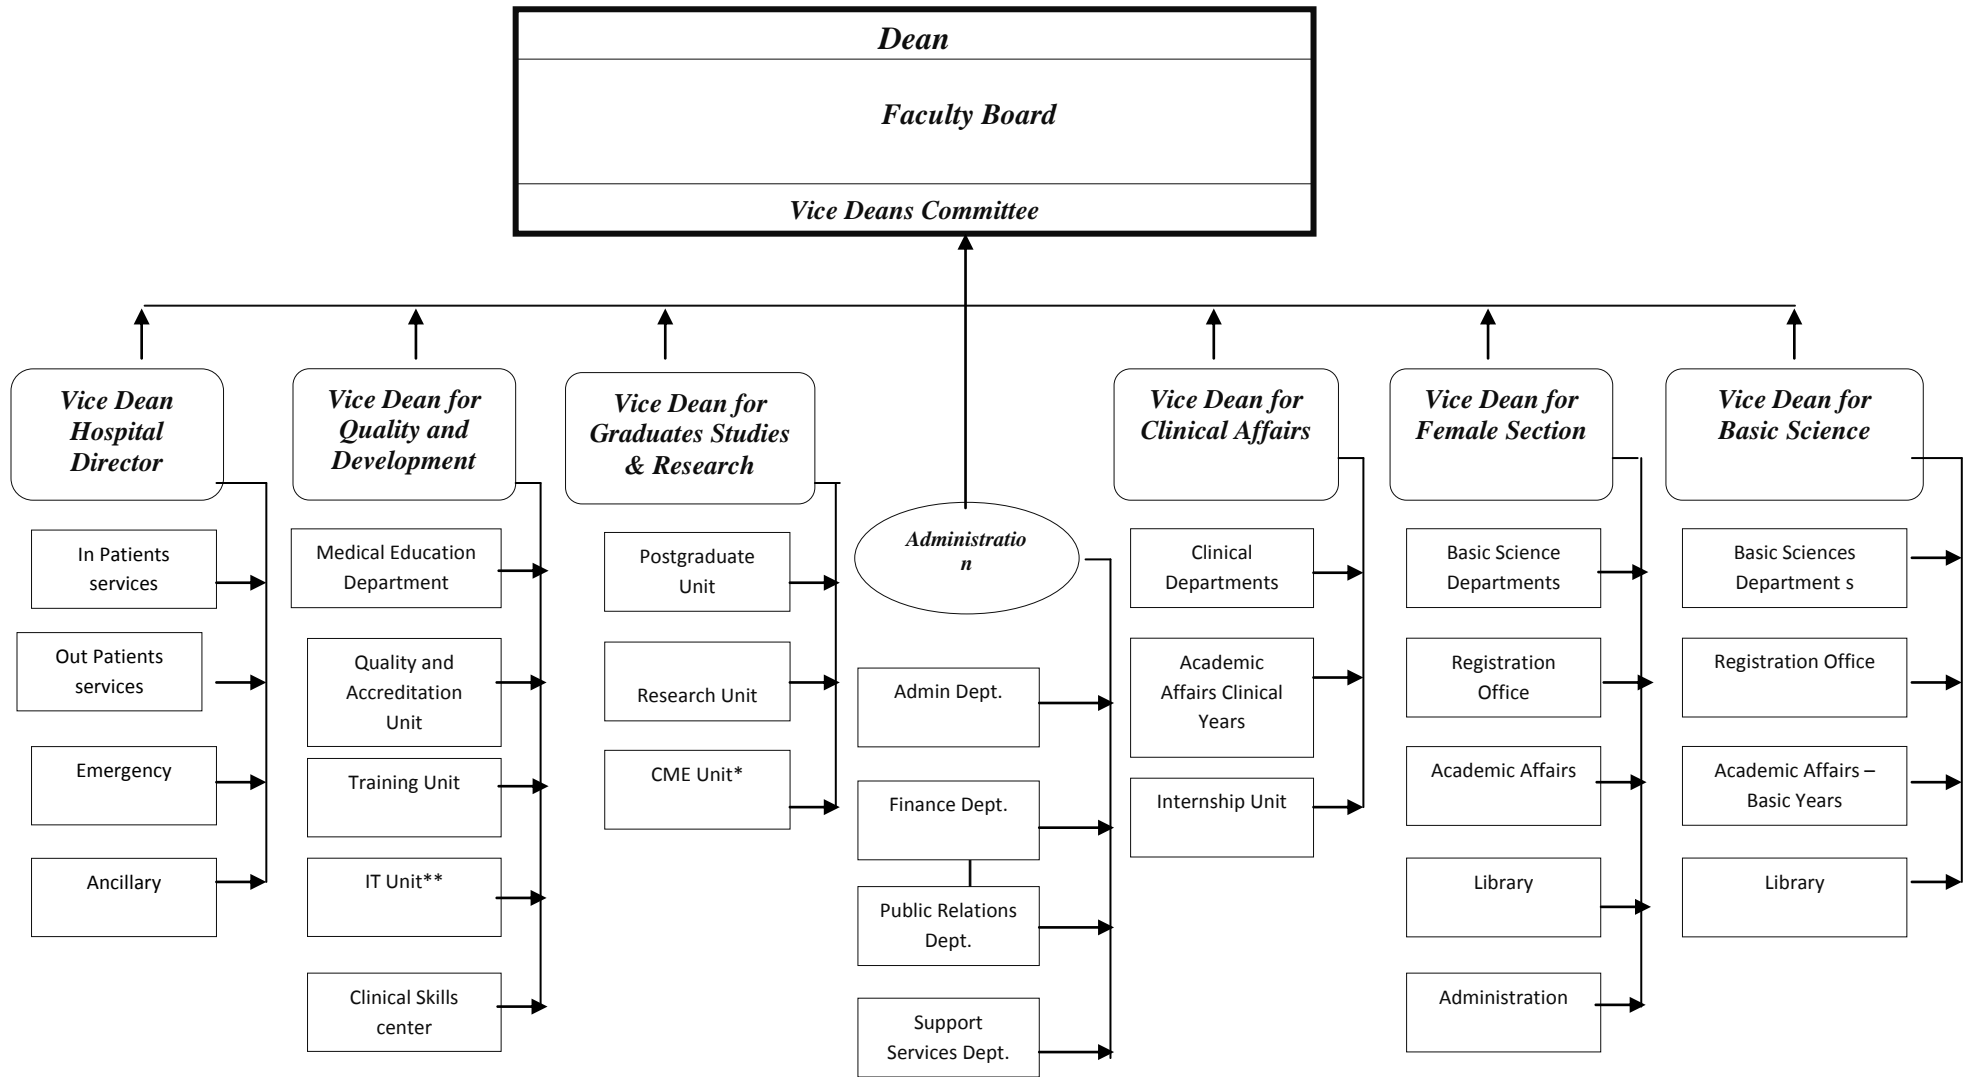 Dean
Faculty Board
Vice Deans Committee
Vice Dean
Hospital
Director
In Patients
services
Out Patients
services
Emergency
Ancillary
Vice Dean for
Quality and
Development
Medical Education
Department
Quality and
Accreditation
Unit
Training Unit
IT Unit**
Clinical Skills
center
Vice Dean for
Graduates Studies
& Research
Postgraduate
Unit
Research Unit
CME Unit*
Administratio
n
Admin Dept.
Finance Dept.
Public Relations
Dept.
Support
Services Dept.
Vice Dean for
Clinical Affairs
Clinical
Departments
Academic
Affairs Clinical
Years
Internship Unit
Vice Dean for
Female Section
Basic Science
Departments
Registration
Office
Academic Affairs
Library
Administration
Vice Dean for
Basic Science
Basic Sciences
Department s
Registration Office
Academic Affairs –
Basic Years
Library